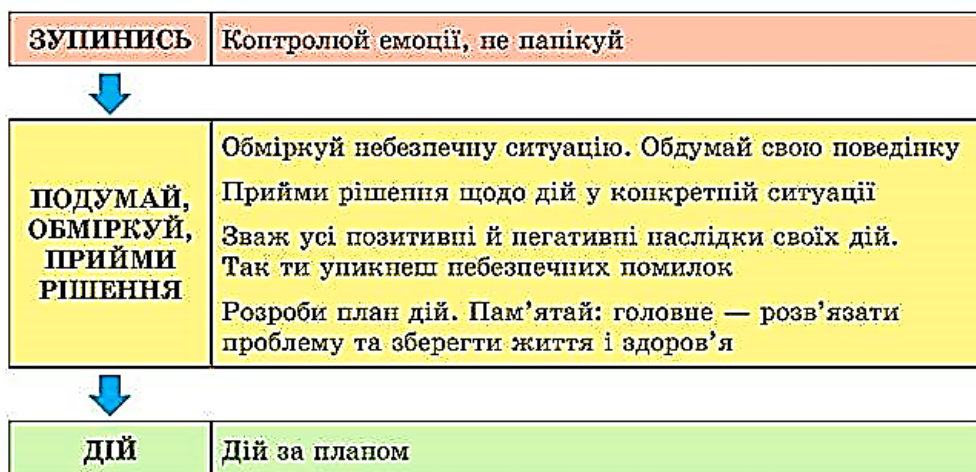 ЗУПИНИСЬ
Контролюй емоції, не панікуй
ПОДУМАЙ,
ОБМІРКУЙ,
ПРИЙМИ
РІШЕННЯ
Обміркуй небезпечну ситуацію. Обдумай свою поведінку
Прийми рішення щодо дій у конкретній ситуації
Зваж усі позитивні й негативні наслідки своїх дій.
Так ти уникнеш небезпечних помилок
Розроби план дій. Пам’ятай: головне — розв’язати
проблему та зберегти життя і здоров’я
ДІЙ
Дій за планом